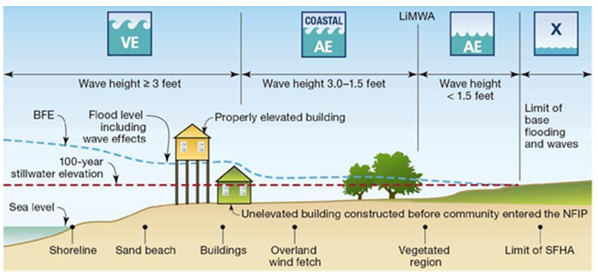 VE
COASTAL
AE
LiMWA
AE
X
Wave height ≥ 3 feet
Wave height 3.0–1.5 feet
Wave height
< 1.5 feet
Limit of
base
flooding
and waves
BFE
Flood level
including
wave effects
Properly elevated building
100-year
stillwater elevation
Sea level
Unelevated building constructed before community entered the NFIP
Shoreline
Sand beach
Buildings
Overland
wind fetch
Vegetated
region
Limit of SFHA